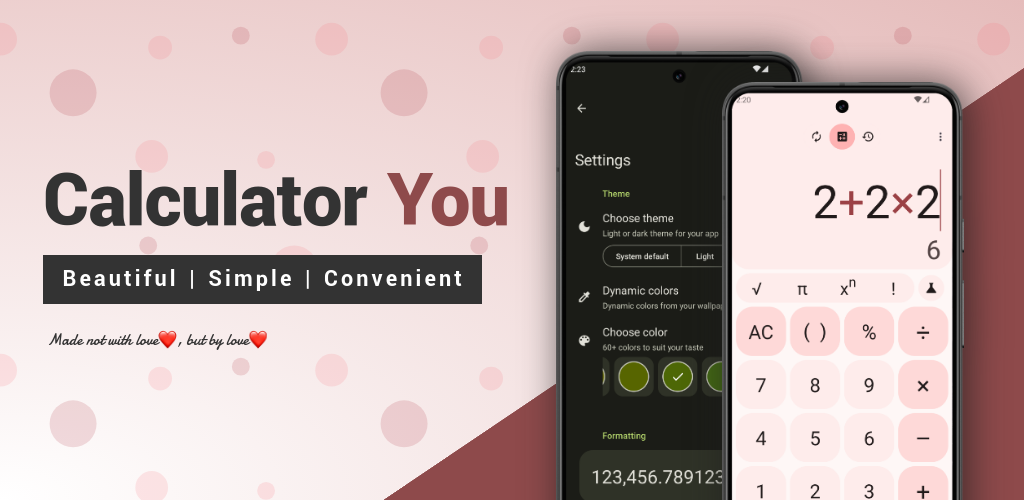 Calculator You
Beautiful | Simple | Convenient
Made not with love❤️, but by love❤️
2:23
Settings
Theme
Choose theme
Light or dark theme for your app
System default
Light
Dynamic colors
Dynamic colors from your wallpap
Choose color
60+ colors to suit your taste
Formatting
123,456.789123
2:20
2+2×2
6
√ π xⁿ !
AC ( ) % ÷
7 8 9 ×
4 5 6 −
1 2 3 +